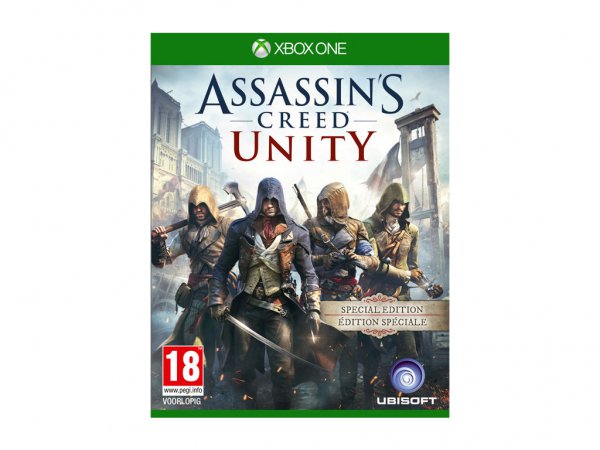 XBOX ONE
ASSASSIN'S
CREED
UNITY
SPECIAL EDITION
ÉDITION SPÉCIALE
18
www.pegi.info
VOORLOPIG
UBISOFT